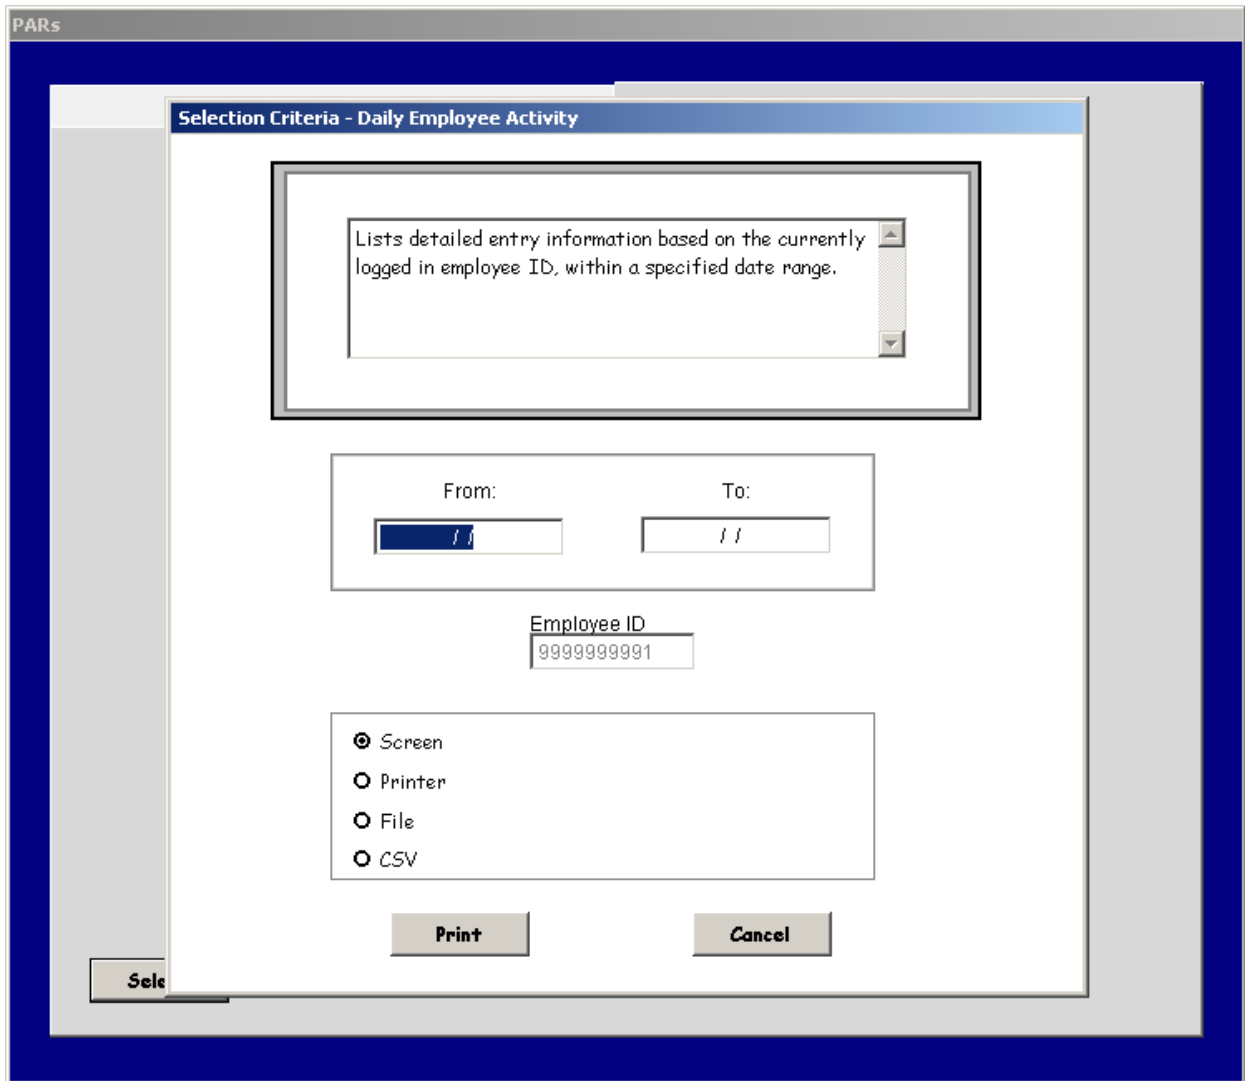 PARs
Selection Criteria - Daily Employee Activity
Lists detailed entry information based on the currently
logged in employee ID, within a specified date range.
From: To:
/ / / /
Employee ID
9999999991
Screen
Printer
File
CSV
Print Cancel
Sele